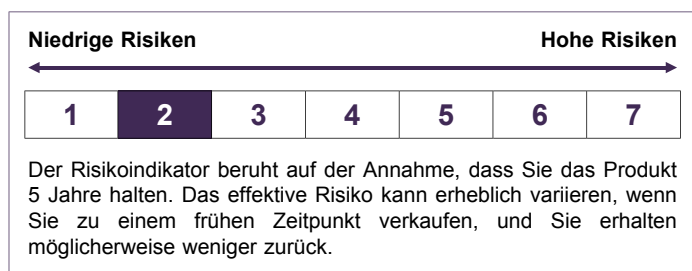 Niedrige Risiken Hohe Risiken
1 2 3 4 5 6 7
Der Risikoindikator beruht auf der Annahme, dass Sie das Produkt
5 Jahre halten. Das effektive Risiko kann erheblich variieren, wenn
Sie zu einem frühen Zeitpunkt verkaufen, und Sie erhalten
möglicherweise weniger zurück.